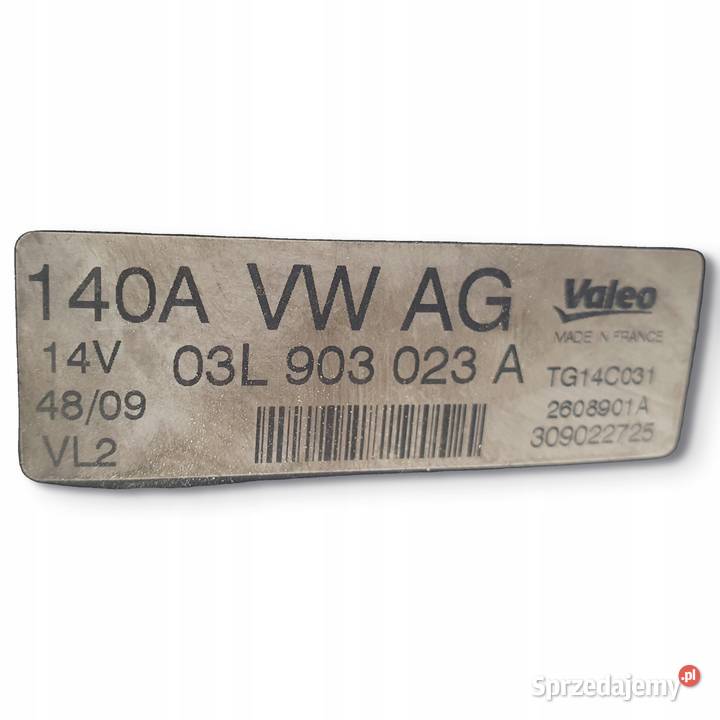 140A VW AG Valeo
MADE IN FRANCE
14V 03L 903 023 A TG14C031
48/09 2608901A
VL2 309022725
Sprzedajemy.pl